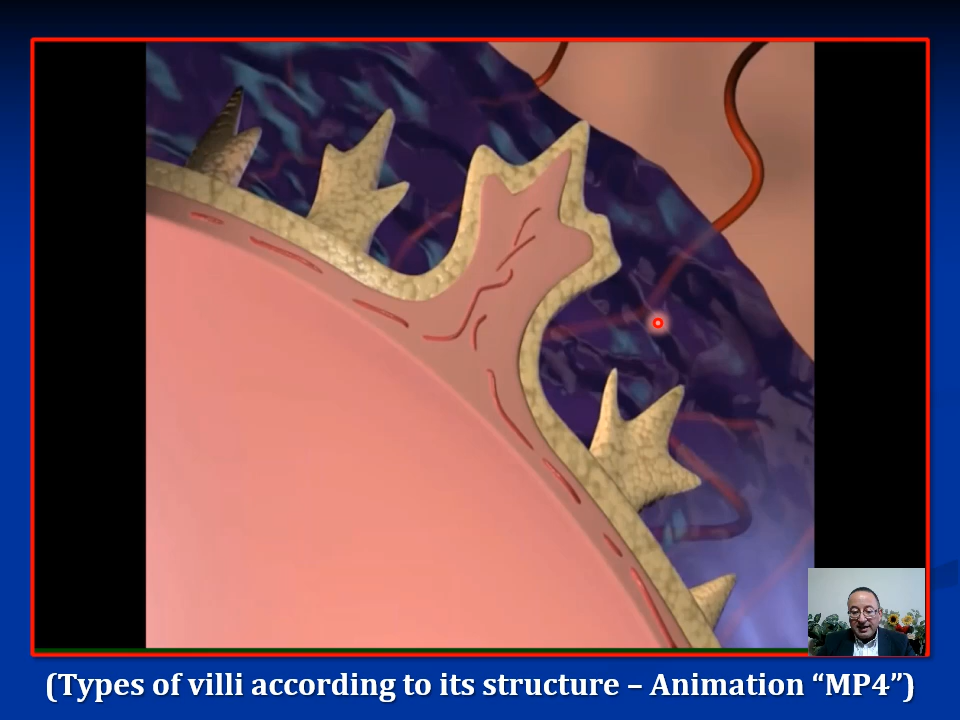 (Types of villi according to its structure – Animation “MP4”)